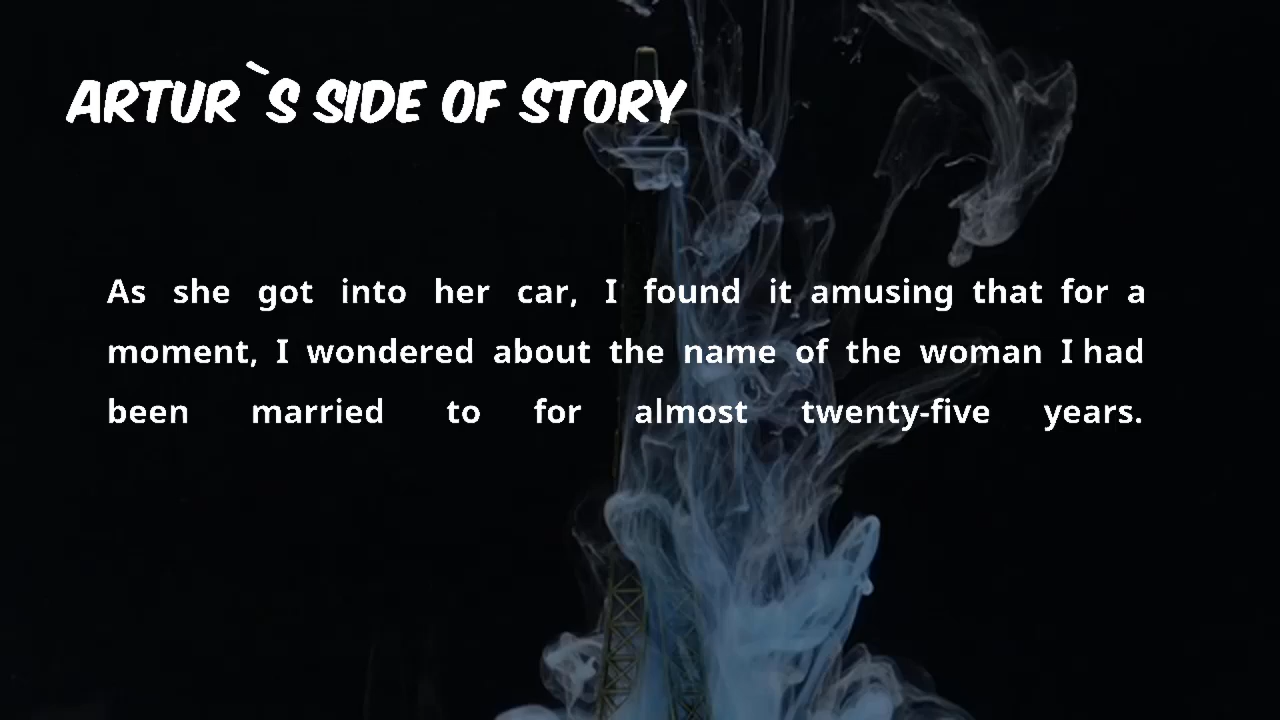 ARTUR`S SIDE OF STORY
As she got into her car, I found it amusing that for a
moment, I wondered about the name of the woman I had
been married to for almost twenty-five years.